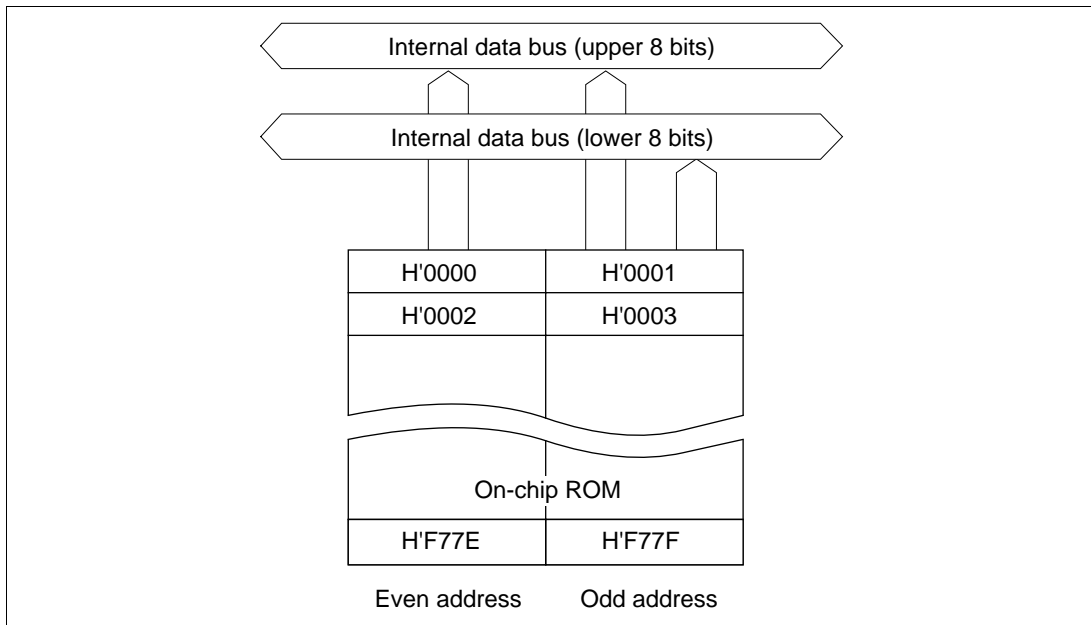 Internal data bus (upper 8 bits)
Internal data bus (lower 8 bits)
H'0000 H'0001
H'0002 H'0003
On-chip ROM
H'F77E H'F77F
Even address Odd address